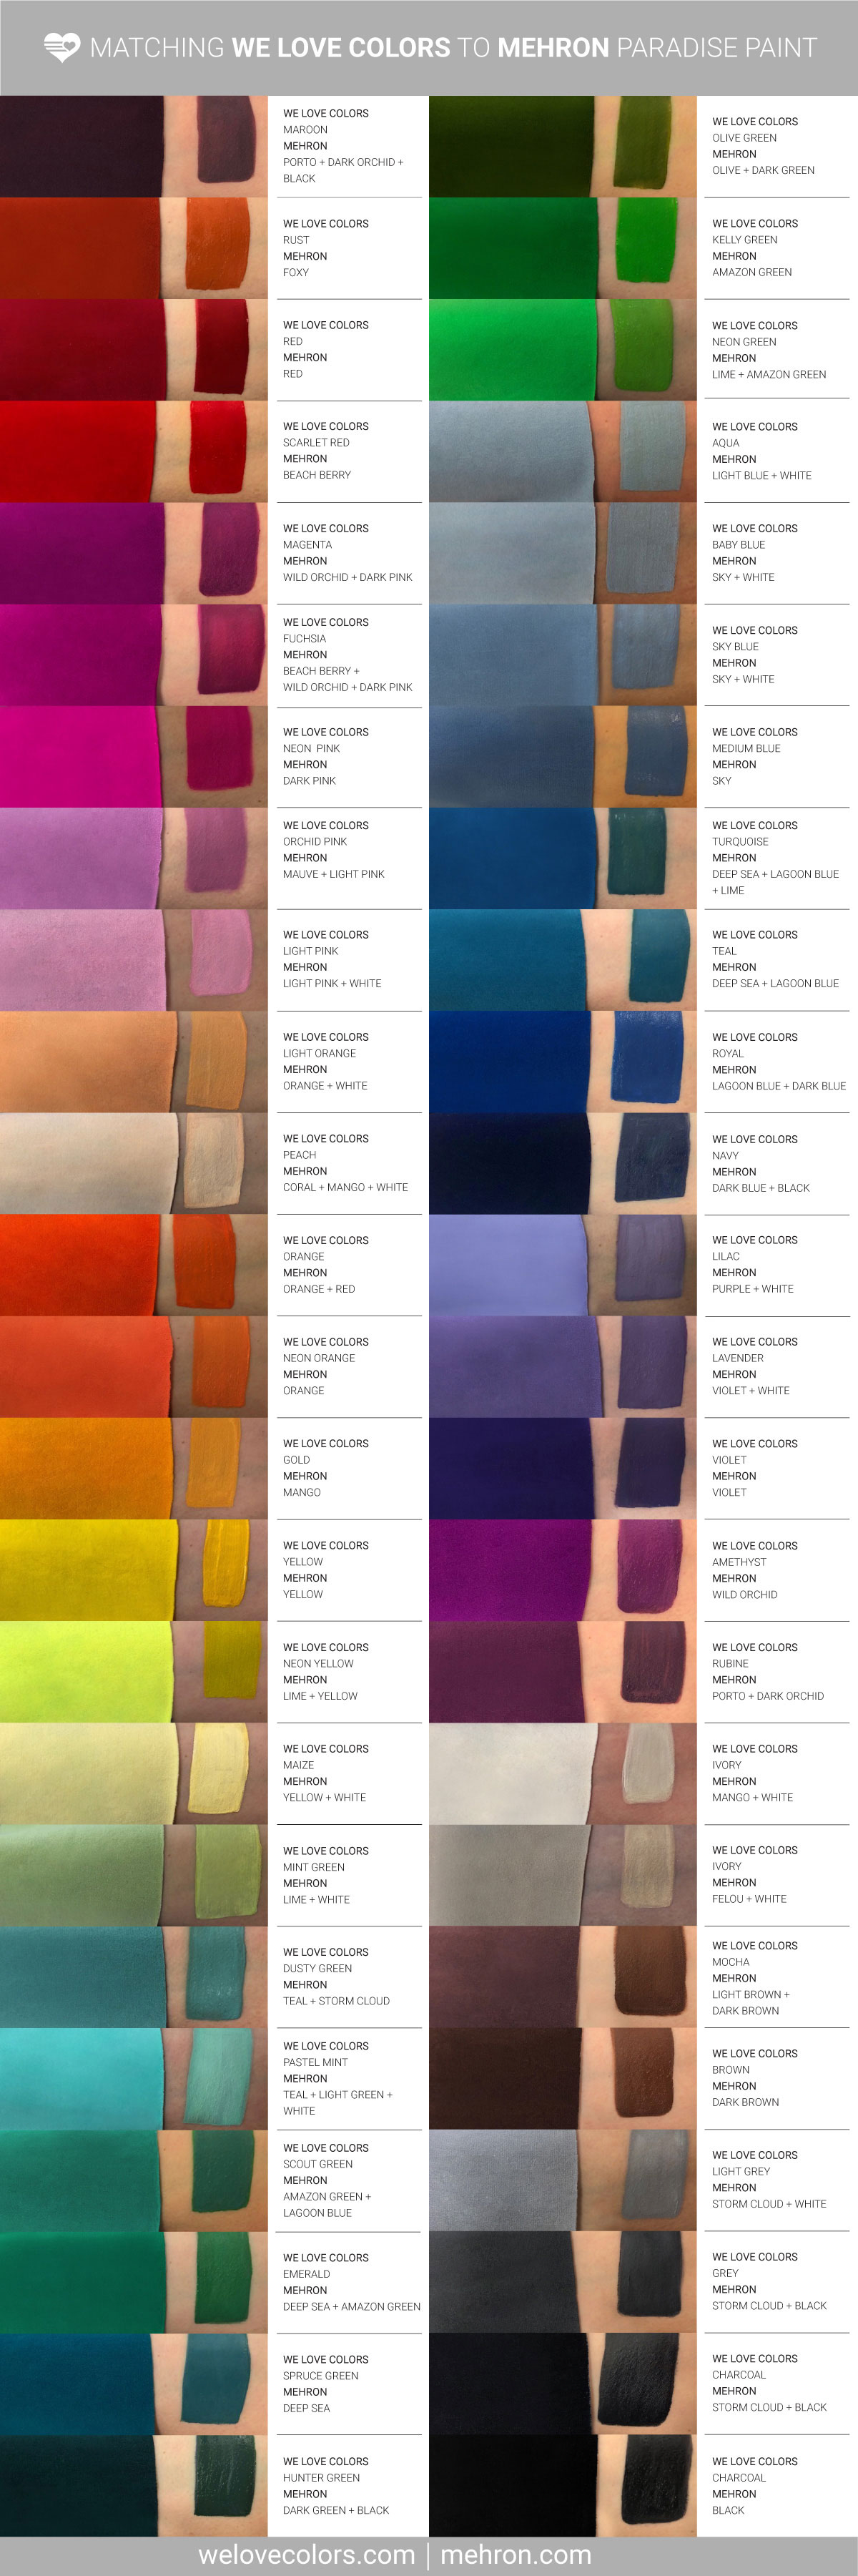 MATCHING WE LOVE COLORS TO MEHRON PARADISE PAINT
WE LOVE COLORS
MAROON
MEHRON
PORTO + DARK ORCHID +
BLACK
WE LOVE COLORS
RUST
MEHRON
FOXY
WE LOVE COLORS
RED
MEHRON
RED
WE LOVE COLORS
SCARLET RED
MEHRON
BEACH BERRY
WE LOVE COLORS
MAGENTA
MEHRON
WILD ORCHID + DARK PINK
WE LOVE COLORS
FUCHSIA
MEHRON
BEACH BERRY +
WILD ORCHID + DARK PINK
WE LOVE COLORS
NEON  PINK
MEHRON
DARK PINK
WE LOVE COLORS
ORCHID PINK
MEHRON
MAUVE + LIGHT PINK
WE LOVE COLORS
LIGHT PINK
MEHRON
LIGHT PINK + WHITE
WE LOVE COLORS
LIGHT ORANGE
MEHRON
ORANGE + WHITE
WE LOVE COLORS
PEACH
MEHRON
CORAL + MANGO + WHITE
WE LOVE COLORS
ORANGE
MEHRON
ORANGE + RED
WE LOVE COLORS
NEON ORANGE
MEHRON
ORANGE
WE LOVE COLORS
GOLD
MEHRON
MANGO
WE LOVE COLORS
YELLOW
MEHRON
YELLOW
WE LOVE COLORS
NEON YELLOW
MEHRON
LIME + YELLOW
WE LOVE COLORS
MAIZE
MEHRON
YELLOW + WHITE
WE LOVE COLORS
MINT GREEN
MEHRON
LIME + WHITE
WE LOVE COLORS
DUSTY GREEN
MEHRON
TEAL + STORM CLOUD
WE LOVE COLORS
PASTEL MINT
MEHRON
TEAL + LIGHT GREEN +
WHITE
WE LOVE COLORS
SCOUT GREEN
MEHRON
AMAZON GREEN +
LAGOON BLUE
WE LOVE COLORS
EMERALD
MEHRON
DEEP SEA + AMAZON GREEN
WE LOVE COLORS
SPRUCE GREEN
MEHRON
DEEP SEA
WE LOVE COLORS
HUNTER GREEN
MEHRON
DARK GREEN + BLACK
WE LOVE COLORS
OLIVE GREEN
MEHRON
OLIVE + DARK GREEN
WE LOVE COLORS
KELLY GREEN
MEHRON
AMAZON GREEN
WE LOVE COLORS
NEON GREEN
MEHRON
LIME + AMAZON GREEN
WE LOVE COLORS
AQUA
MEHRON
LIGHT BLUE + WHITE
WE LOVE COLORS
BABY BLUE
MEHRON
SKY + WHITE
WE LOVE COLORS
SKY BLUE
MEHRON
SKY + WHITE
WE LOVE COLORS
MEDIUM BLUE
MEHRON
SKY
WE LOVE COLORS
TURQUOISE
MEHRON
DEEP SEA + LAGOON BLUE
+ LIME
WE LOVE COLORS
TEAL
MEHRON
DEEP SEA + LAGOON BLUE
WE LOVE COLORS
ROYAL
MEHRON
LAGOON BLUE + DARK BLUE
WE LOVE COLORS
NAVY
MEHRON
DARK BLUE + BLACK
WE LOVE COLORS
LILAC
MEHRON
PURPLE + WHITE
WE LOVE COLORS
LAVENDER
MEHRON
VIOLET + WHITE
WE LOVE COLORS
VIOLET
MEHRON
VIOLET
WE LOVE COLORS
AMETHYST
MEHRON
WILD ORCHID
WE LOVE COLORS
RUBINE
MEHRON
PORTO + DARK ORCHID
WE LOVE COLORS
IVORY
MEHRON
MANGO + WHITE
WE LOVE COLORS
IVORY
MEHRON
FELOU + WHITE
WE LOVE COLORS
MOCHA
MEHRON
LIGHT BROWN +
DARK BROWN
WE LOVE COLORS
BROWN
MEHRON
DARK BROWN
WE LOVE COLORS
LIGHT GREY
MEHRON
STORM CLOUD + WHITE
WE LOVE COLORS
GREY
MEHRON
STORM CLOUD + BLACK
WE LOVE COLORS
CHARCOAL
MEHRON
STORM CLOUD + BLACK
WE LOVE COLORS
CHARCOAL
MEHRON
BLACK
welovecolors.com | mehron.com